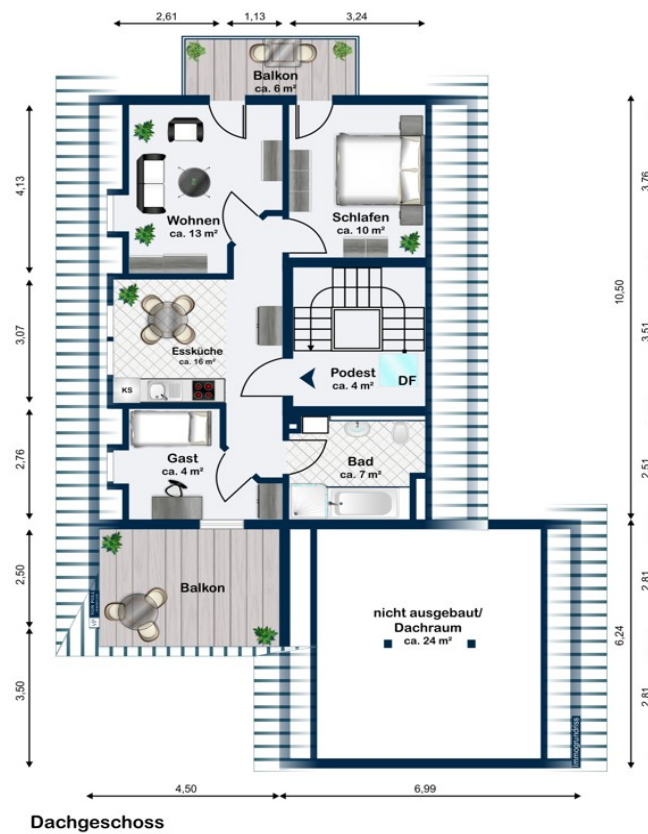 2,61 1,13 3,24
Balkon
ca. 6 m²
4,13
3,76
Wohnen
ca. 13 m²
Schlafen
ca. 10 m²
10,50
3,07
3,51
Essküche
ca. 16 m²
Podest
ca. 4 m²
DF
KS
2,76
2,51
Gast
ca. 4 m²
Bad
ca. 7 m²
2,50
2,81
Balkon
nicht ausgebaut/
Dachraum
ca. 24 m²
6,24
3,50
2,81
immogrundriss
4,50 6,99
Dachgeschoss